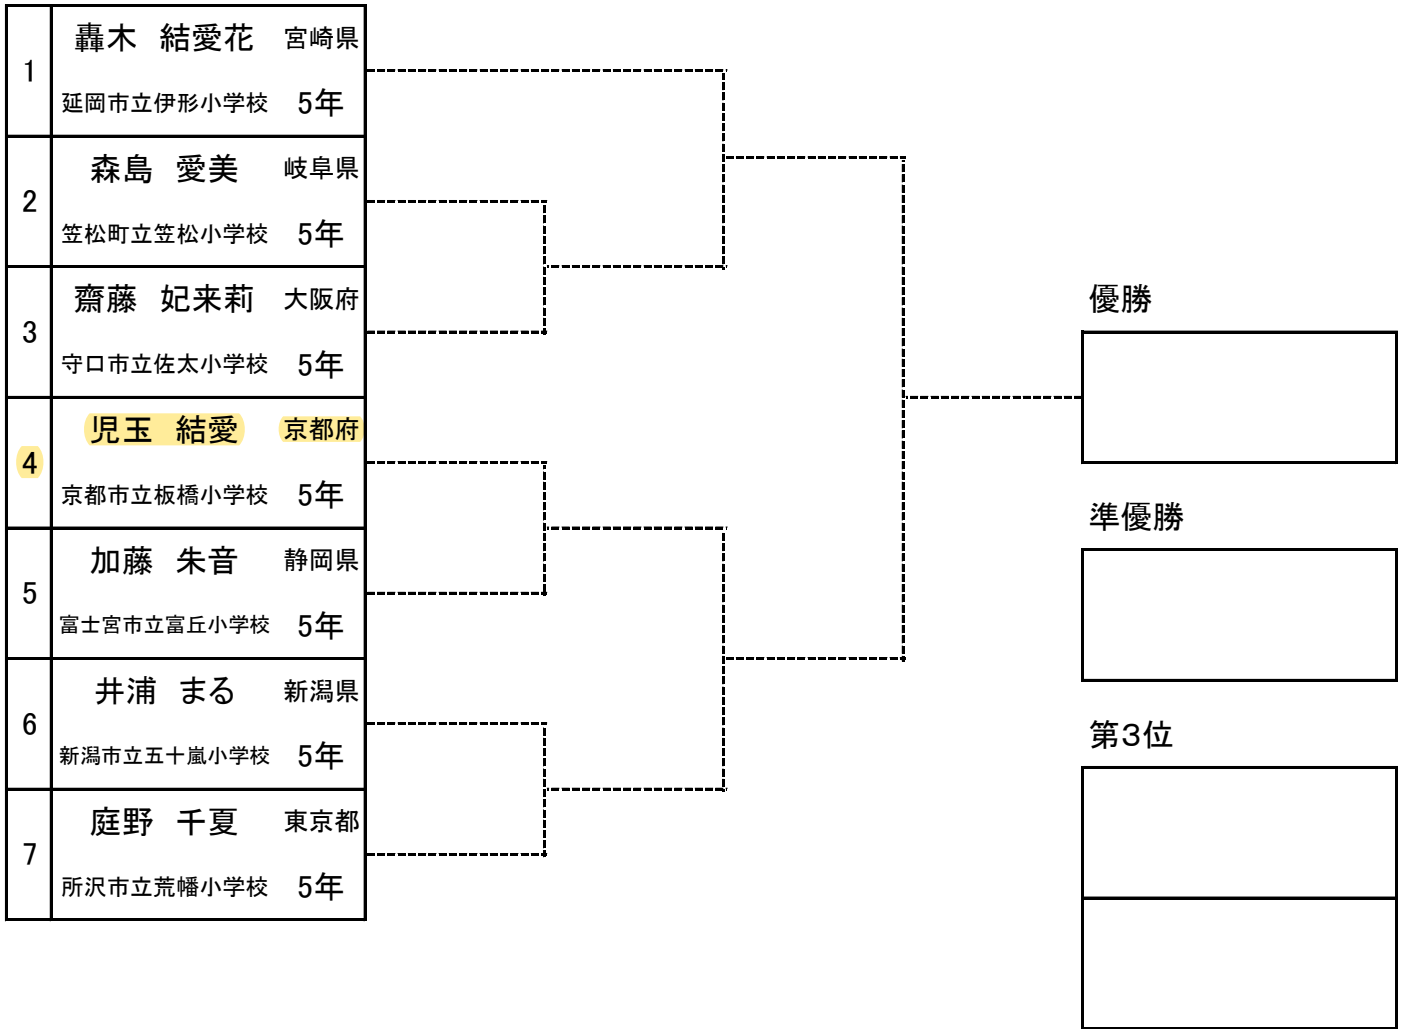 1
轟木　結愛花　宮崎県
延岡市立伊形小学校　5年
2
森島　愛美　岐阜県
笠松町立笠松小学校　5年
3
齋藤　妃来莉　大阪府
守口市立佐太小学校　5年
4
児玉　結愛　京都府
京都市立板橋小学校　5年
5
加藤　朱音　静岡県
富士宮市立富丘小学校　5年
6
井浦　まる　新潟県
新潟市立五十嵐小学校　5年
7
庭野　千夏　東京都
所沢市立荒幡小学校　5年
優勝
準優勝
第3位